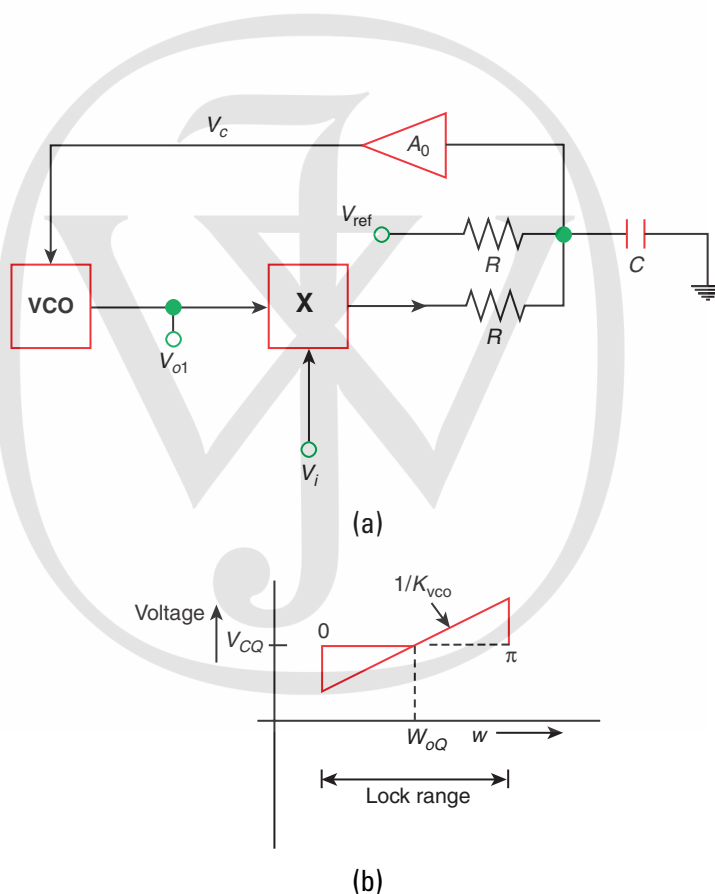 V_c
A_0
V_ref
R
C
VCO
X
R
V_o1
V_i
(a)
1/K_vco
Voltage
0
V_CQ
π
W_oQ w
Lock range
(b)